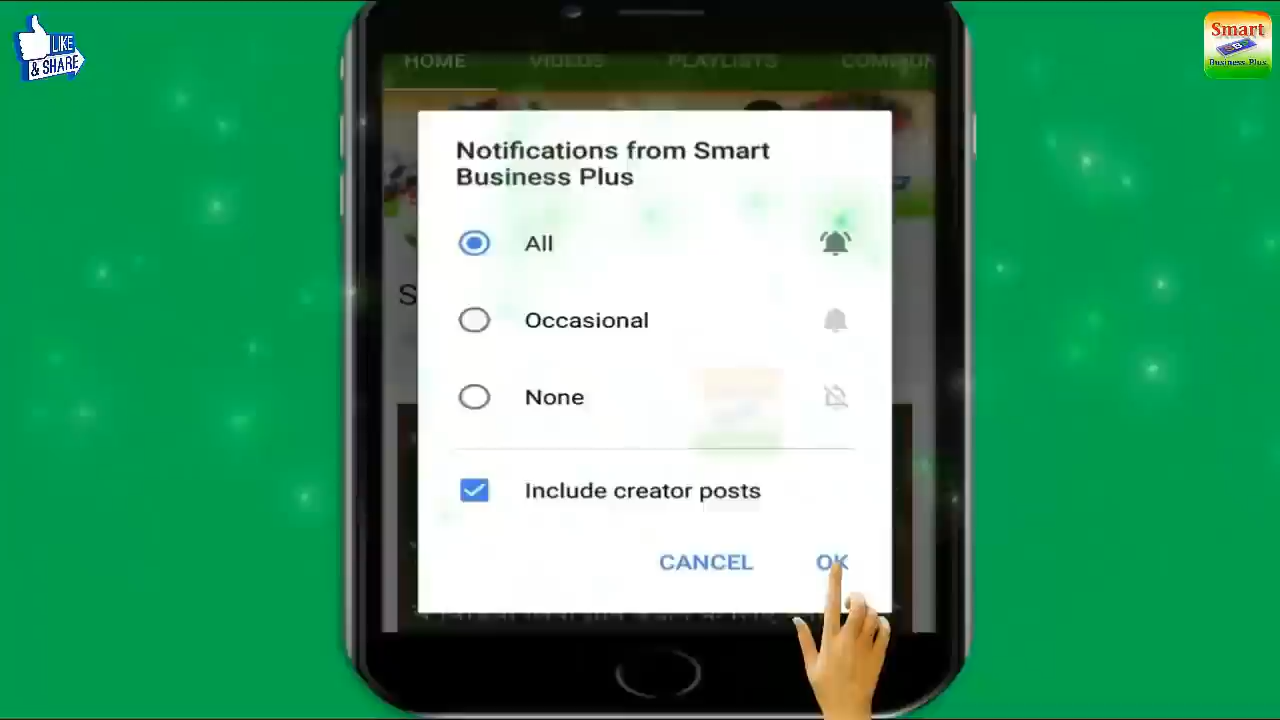 LIKE
& SHARE
Smart
Business Plus
HOME VIDEOS PLAYLISTS COMMUN
Notifications from Smart
Business Plus
All
S
Occasional
None
Include creator posts
CANCEL OK